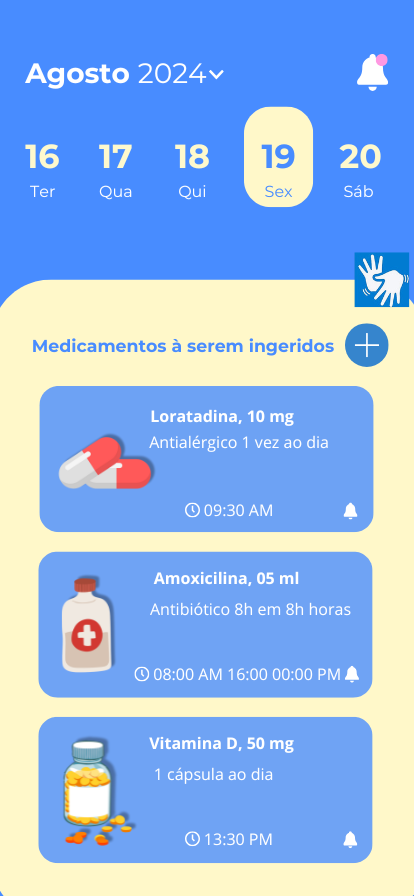 Agosto 2024
16 17 18 19 20
Ter Qua Qui Sex Sáb
Medicamentos à serem ingeridos
Loratadina, 10 mg
Antialérgico 1 vez ao dia
09:30 AM
Amoxicilina, 05 ml
Antibiótico 8h em 8h horas
08:00 AM 16:00 00:00 PM
Vitamina D, 50 mg
1 cápsula ao dia
13:30 PM